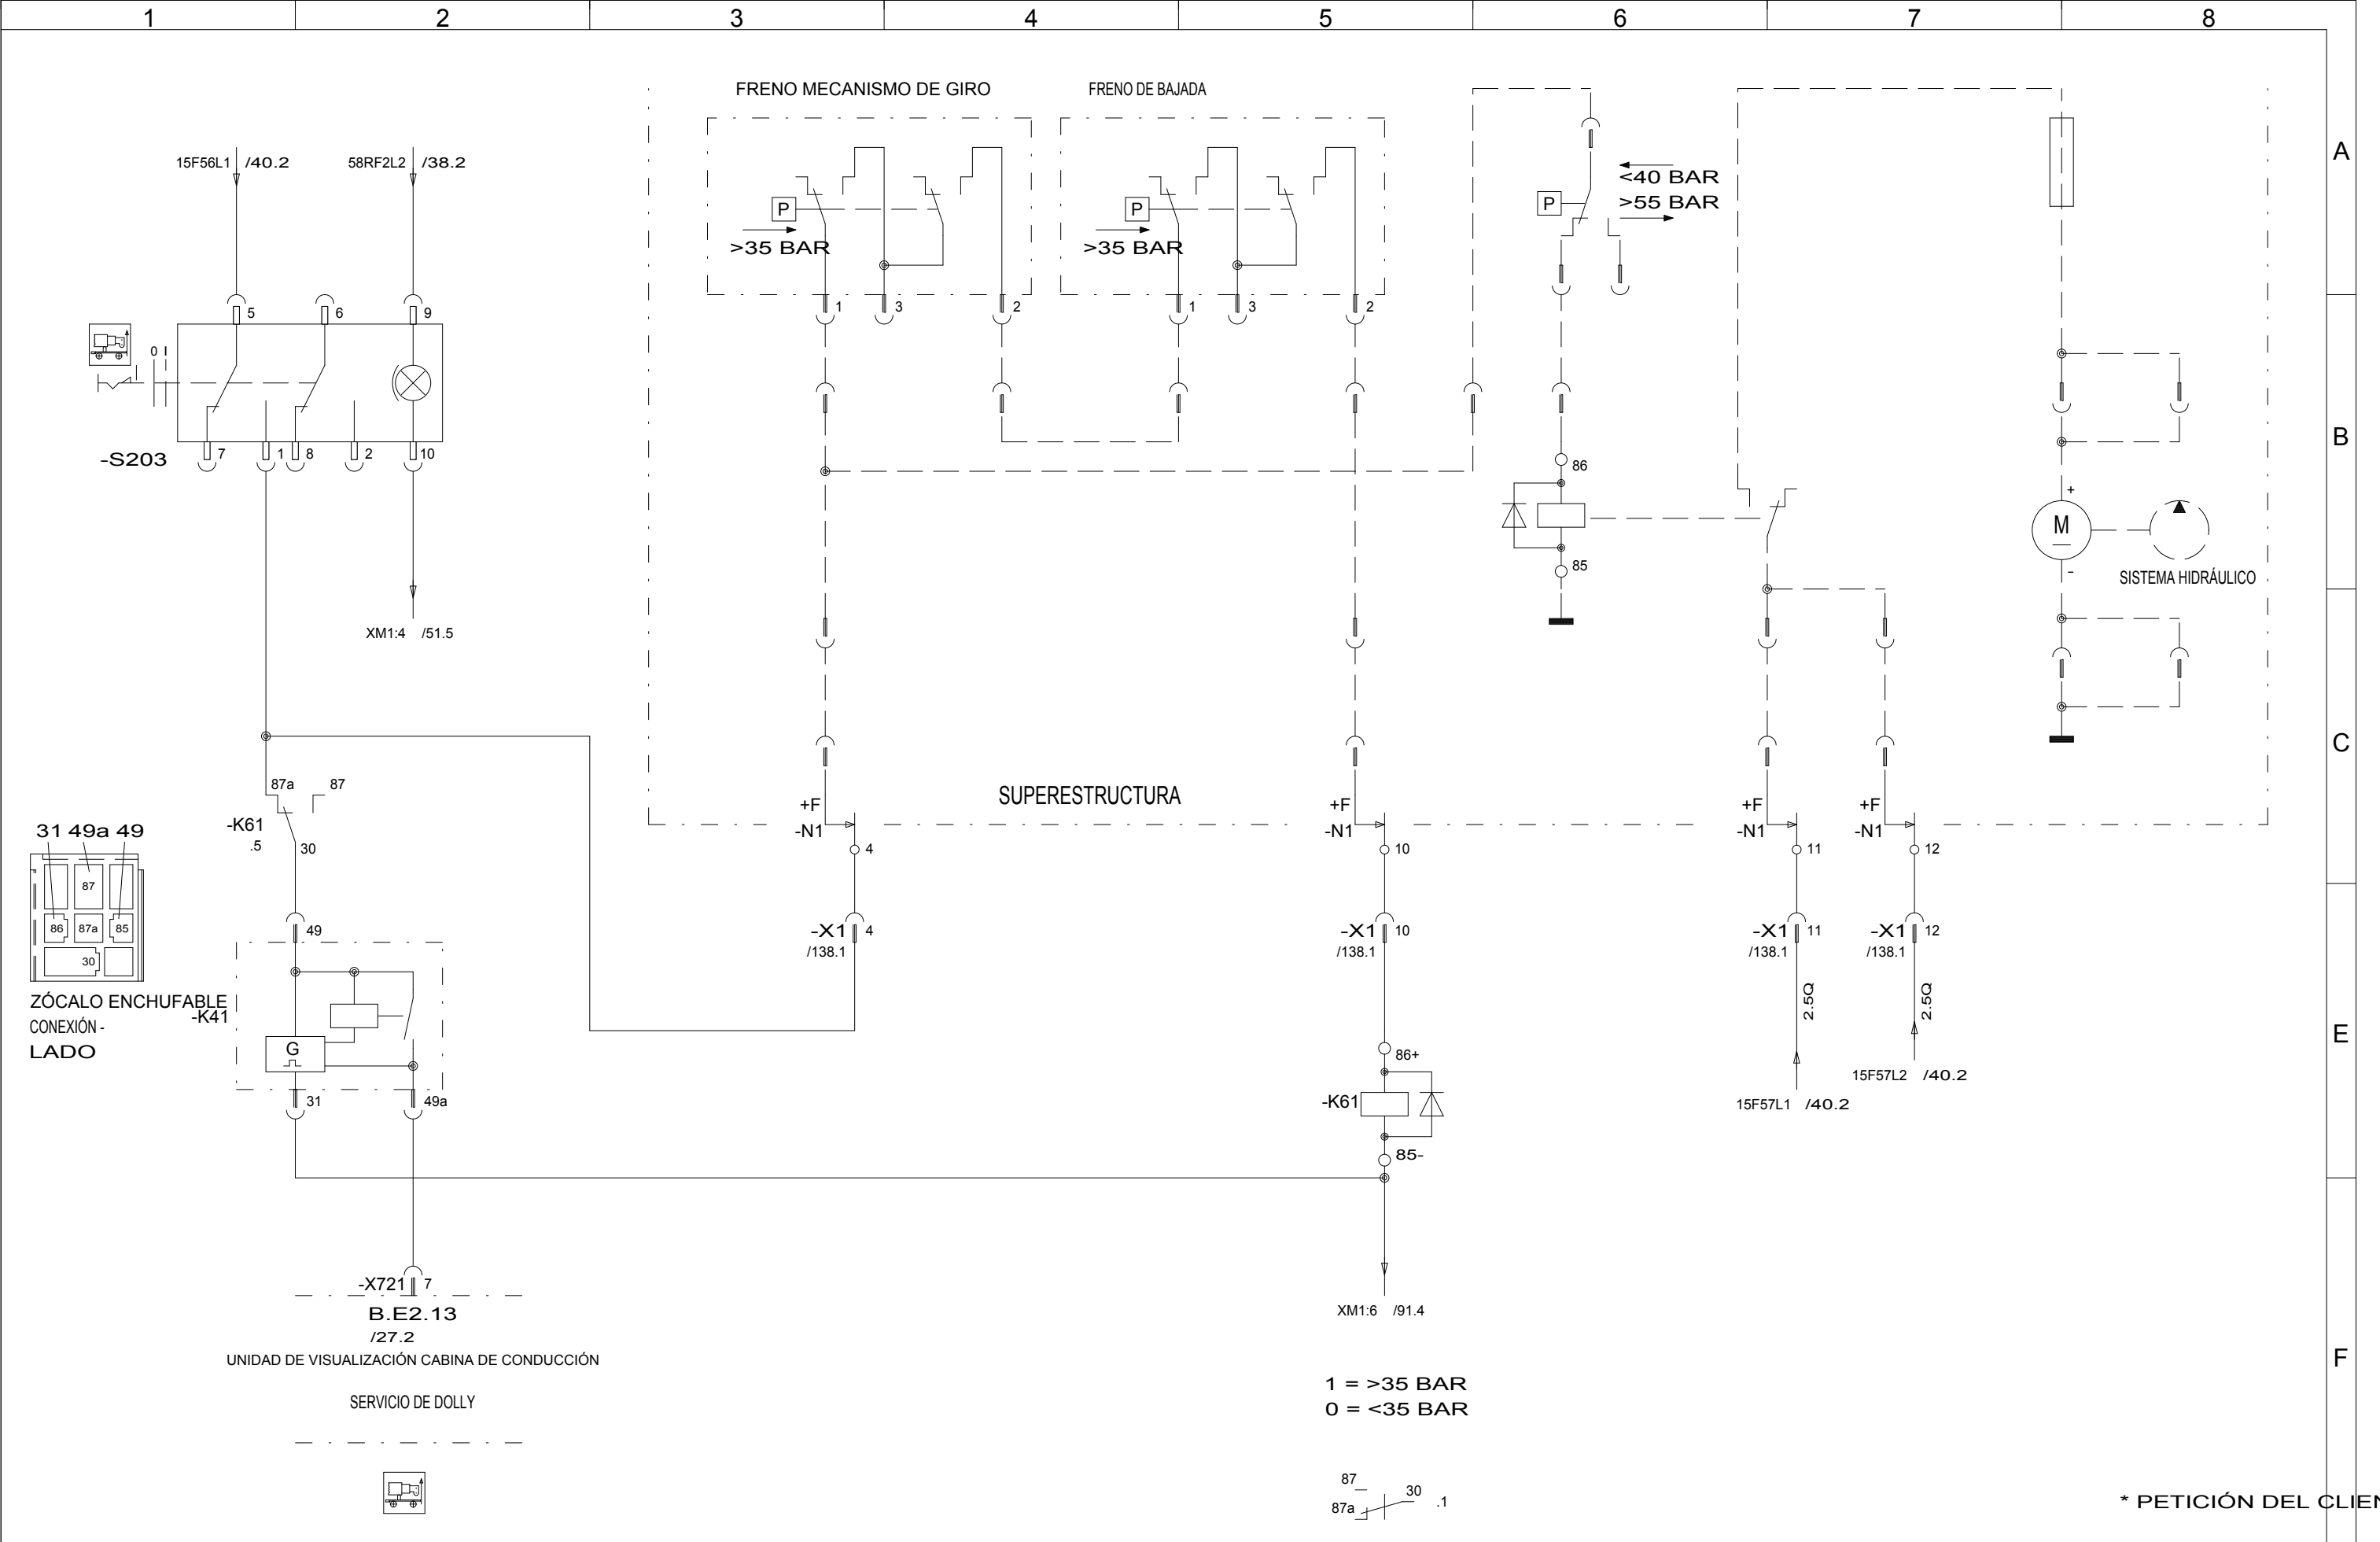 1 2 3 4 5 6 7 8
FRENO MECANISMO DE GIRO
FRENO DE BAJADA
A
15F56L1 /40.2
58RF2L2 /38.2
P
>35 BAR
P
>35 BAR
P
<40 BAR
>55 BAR
1 3 2
1 3 2
5 6 9
0 I
-S203
7 1 8 2 10
B
86
85
+
M
-
SISTEMA HIDRÁULICO
XM1:4 /51.5
C
87a 87
-K61
.5
30
SUPERESTRUCTURA
+F
-N1
4
+F
-N1
10
+F
-N1
11
+F
-N1
12
31 49a 49
87
86 87a 85
30
ZÓCALO ENCHUFABLE
CONEXIÓN -
LADO
49
-K41
G
31
49a
-X1 4
/138.1
-X1 10
/138.1
-X1 11
/138.1
-X1 12
/138.1
2.5Q
2.5Q
E
15F57L1 /40.2
15F57L2 /40.2
86+
-K61
85-
-X721 7
B.E2.13
/27.2
UNIDAD DE VISUALIZACIÓN CABINA DE CONDUCCIÓN
SERVICIO DE DOLLY
XM1:6 /91.4
F
1 = >35 BAR
0 = <35 BAR
87
87a
30
.1
* PETICIÓN DEL CLIEN